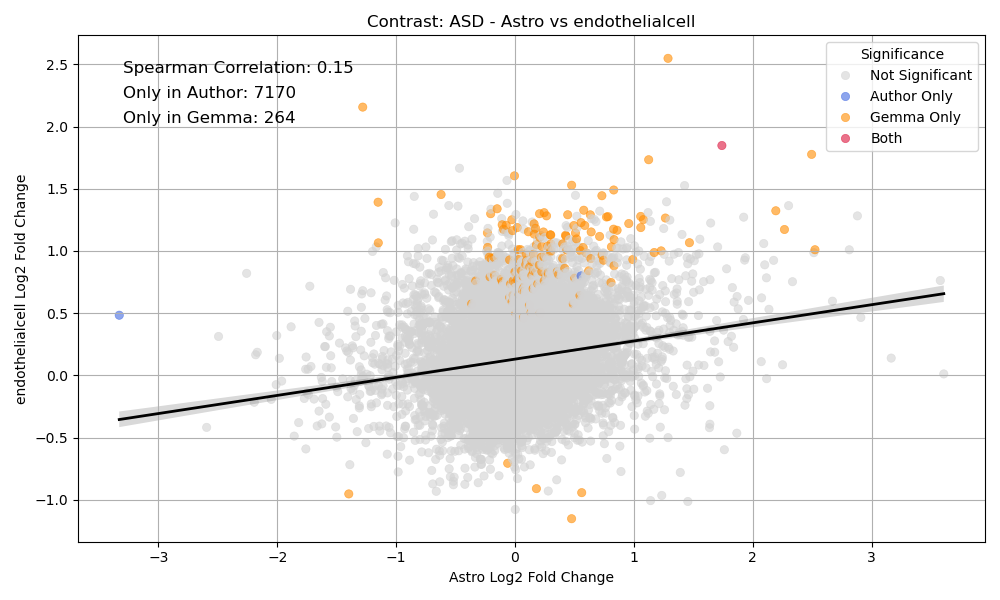 Contrast: ASD - Astro vs endothelialcell
Spearman Correlation: 0.15
Only in Author: 7170
Only in Gemma: 264
Significance
Not Significant
Author Only
Gemma Only
Both
endothelialcell Log2 Fold Change
2.5
2.0
1.5
1.0
0.5
0.0
−0.5
−1.0
−3
−2
−1
0
1
2
3
Astro Log2 Fold Change